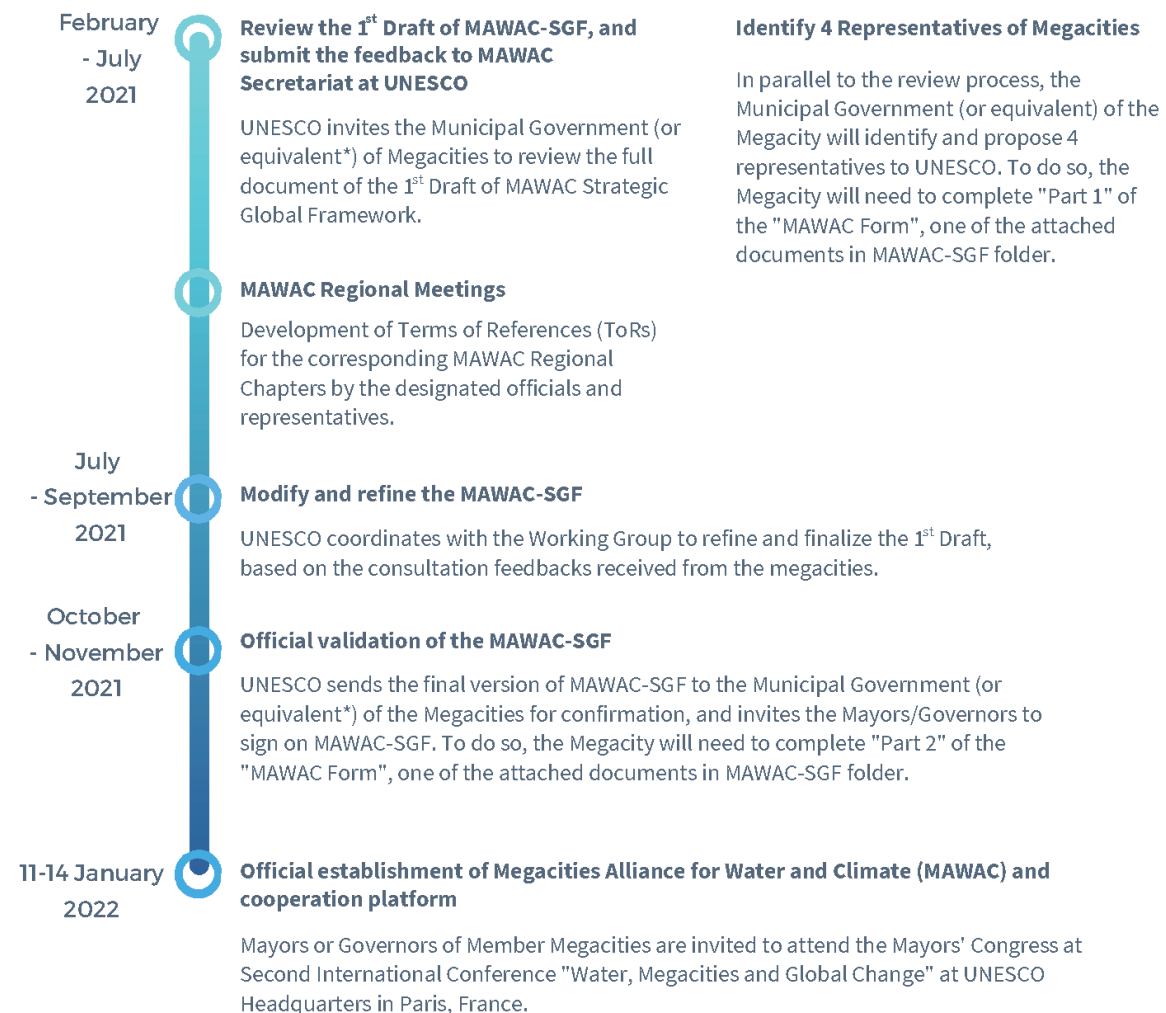 February
- July
2021
Review the 1st Draft of MAWAC-SGF, and
submit the feedback to MAWAC
Secretariat at UNESCO
UNESCO invites the Municipal Government (or
equivalent*) of Megacities to review the full
document of the 1st Draft of MAWAC Strategic
Global Framework.
Identify 4 Representatives of Megacities
In parallel to the review process, the
Municipal Government (or equivalent) of the
Megacity will identify and propose 4
representatives to UNESCO. To do so, the
Megacity will need to complete "Part 1" of
the "MAWAC Form", one of the attached
documents in MAWAC-SGF folder.
MAWAC Regional Meetings
Development of Terms of References (ToRs)
for the corresponding MAWAC Regional
Chapters by the designated officials and
representatives.
July
- September
2021
Modify and refine the MAWAC-SGF
UNESCO coordinates with the Working Group to refine and finalize the 1st Draft,
based on the consultation feedbacks received from the megacities.
October
- November
2021
Official validation of the MAWAC-SGF
UNESCO sends the final version of MAWAC-SGF to the Municipal Government (or
equivalent*) of the Megacities for confirmation, and invites the Mayors/Governors to
sign on MAWAC-SGF. To do so, the Megacity will need to complete "Part 2" of the
"MAWAC Form", one of the attached documents in MAWAC-SGF folder.
11-14 January
2022
Official establishment of Megacities Alliance for Water and Climate (MAWAC) and
cooperation platform
Mayors or Governors of Member Megacities are invited to attend the Mayors' Congress at
Second International Conference "Water, Megacities and Global Change" at UNESCO
Headquarters in Paris, France.